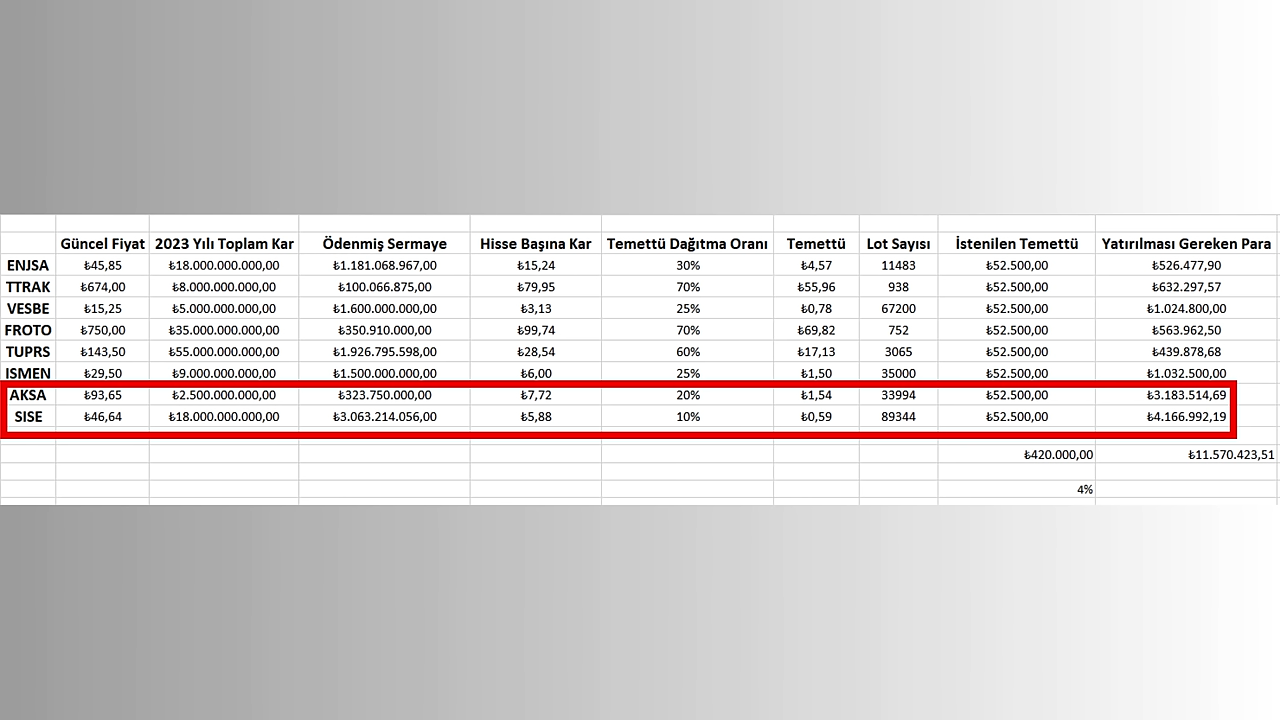 Güncel Fiyat 2023 Yılı Toplam Kar Ödenmiş Sermaye Hisse Başına Kar Temettü Dağıtma Oranı Temettü Lot Sayısı İstenilen Temettü Yatırılması Gereken Para
ENJSA ₺45,85 ₺18.000.000.000,00 ₺1.181.068.967,00 ₺15,24 30% ₺4,57 11483 ₺52.500,00 ₺526.477,90
TTRAK ₺674,00 ₺8.000.000.000,00 ₺100.066.875,00 ₺79,95 70% ₺55,96 938 ₺52.500,00 ₺632.297,57
VESBE ₺15,25 ₺5.000.000.000,00 ₺1.600.000.000,00 ₺3,13 25% ₺0,78 67200 ₺52.500,00 ₺1.024.800,00
FROTO ₺750,00 ₺35.000.000.000,00 ₺350.910.000,00 ₺99,74 70% ₺69,82 752 ₺52.500,00 ₺563.962,50
TUPRS ₺143,50 ₺55.000.000.000,00 ₺1.926.795.598,00 ₺28,54 60% ₺17,13 3065 ₺52.500,00 ₺439.878,68
ISMEN ₺29,50 ₺9.000.000.000,00 ₺1.500.000.000,00 ₺6,00 25% ₺1,50 35000 ₺52.500,00 ₺1.032.500,00
AKSA ₺93,65 ₺2.500.000.000,00 ₺323.750.000,00 ₺7,72 20% ₺1,54 33994 ₺52.500,00 ₺3.183.514,69
SISE ₺46,64 ₺18.000.000.000,00 ₺3.063.214.056,00 ₺5,88 10% ₺0,59 89344 ₺52.500,00 ₺4.166.992,19
₺420.000,00 ₺11.570.423,51
4%